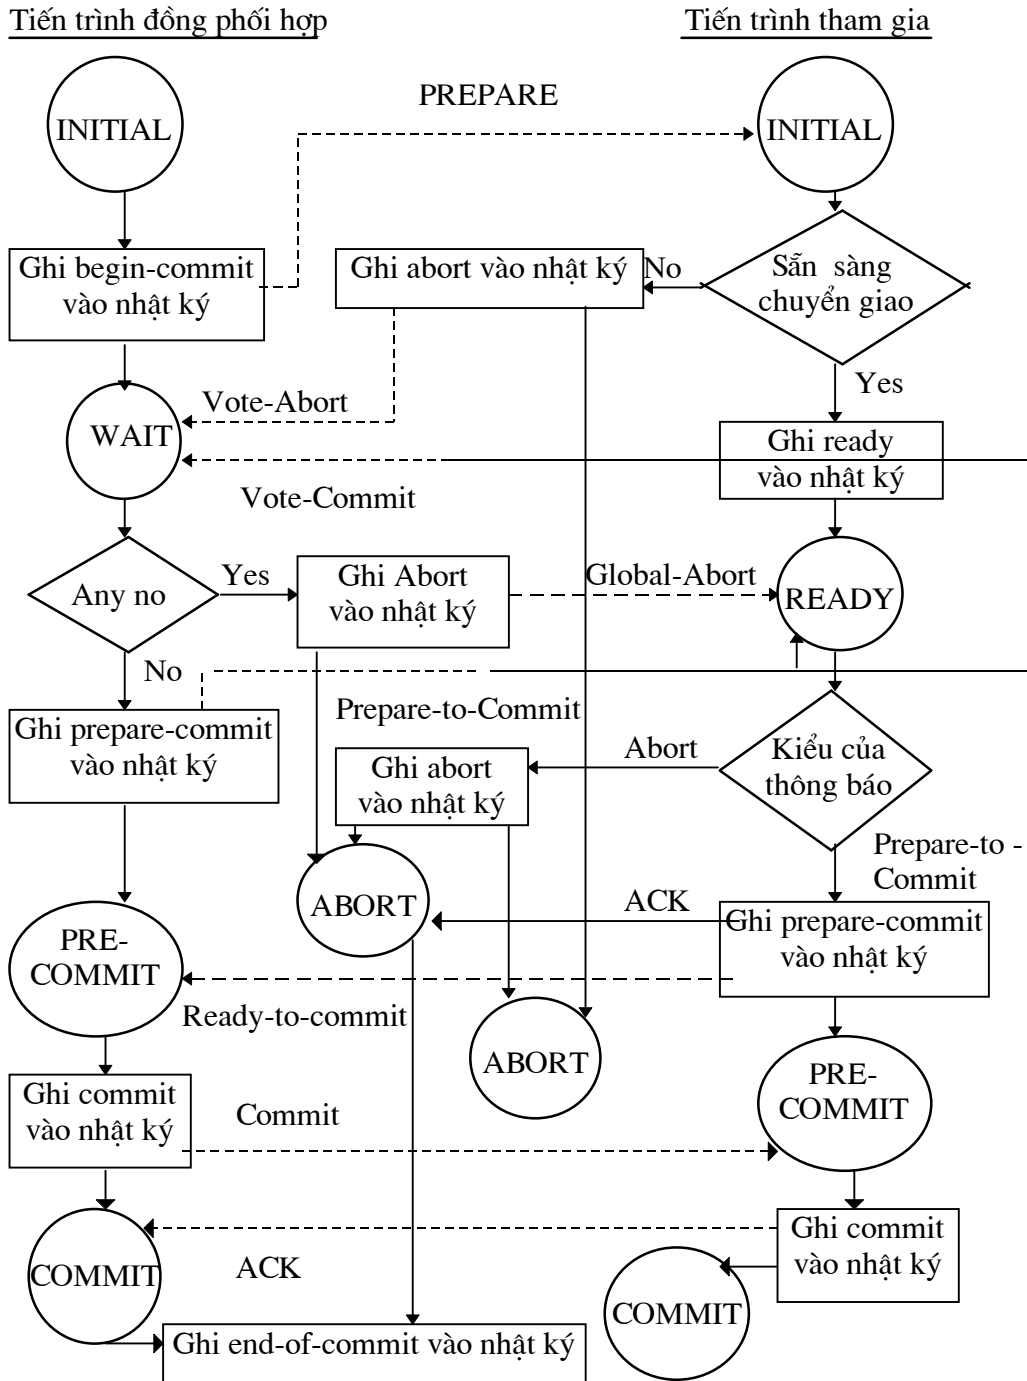 Tiến trình đồng phối hợp
Tiến trình tham gia
PREPARE
INITIAL
INITIAL
Ghi begin-commit
vào nhật ký
Ghi abort vào nhật ký
No
Sẵn sàng
chuyển giao
Yes
Vote-Abort
WAIT
Ghi ready
vào nhật ký
Vote-Commit
Any no
Yes
Ghi Abort
vào nhật ký
Global-Abort
READY
No
Ghi prepare-commit
vào nhật ký
Prepare-to-Commit
Ghi abort
vào nhật ký
Abort
Kiểu của
thông báo
Prepare-to -
Commit
ABORT
ACK
Ghi prepare-commit
vào nhật ký
PRE-
COMMIT
Ready-to-commit
ABORT
PRE-
COMMIT
Ghi commit
vào nhật ký
Commit
Ghi commit
vào nhật ký
COMMIT
ACK
COMMIT
Ghi end-of-commit vào nhật ký